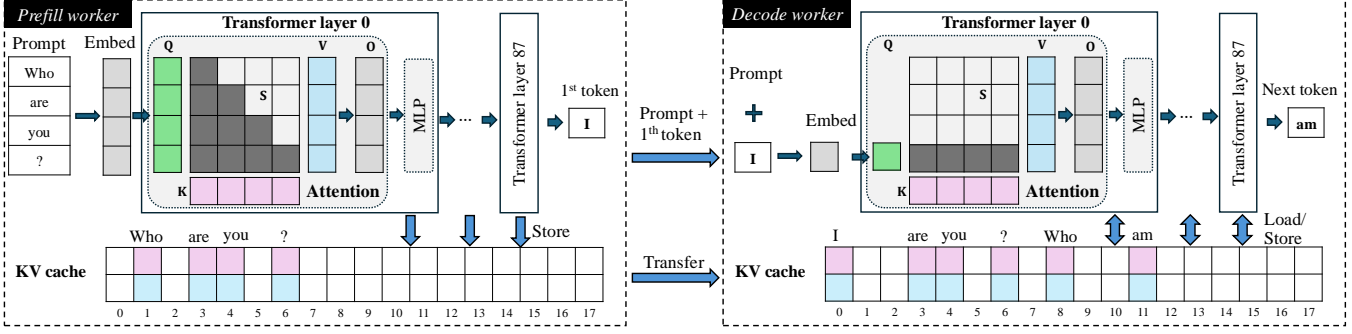 Prefill worker
Prompt
Embed
Who
are
you
?
Transformer layer 0
Q
S
V
O
K
Attention
MLP
...
Transformer layer 87
1st token
I
Store
Who are you ?
KV cache
0 1 2 3 4 5 6 7 8 9 10 11 12 13 14 15 16 17
Prompt +
1th token
Transfer
Decode worker
Prompt
+
I
Embed
Transformer layer 0
Q
S
V
O
K
Attention
MLP
...
Transformer layer 87
Next token
am
Load/
Store
I are you ? Who am
KV cache
0 1 2 3 4 5 6 7 8 9 10 11 12 13 14 15 16 17